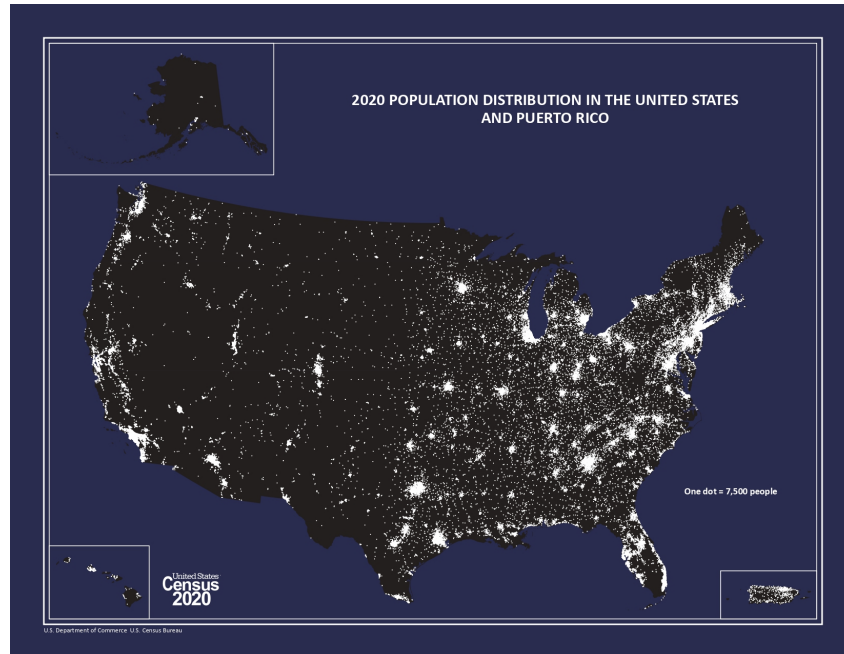 2020 POPULATION DISTRIBUTION IN THE UNITED STATES
AND PUERTO RICO
One dot = 7,500 people
United States
Census
2020
U.S. Department of Commerce U.S. Census Bureau